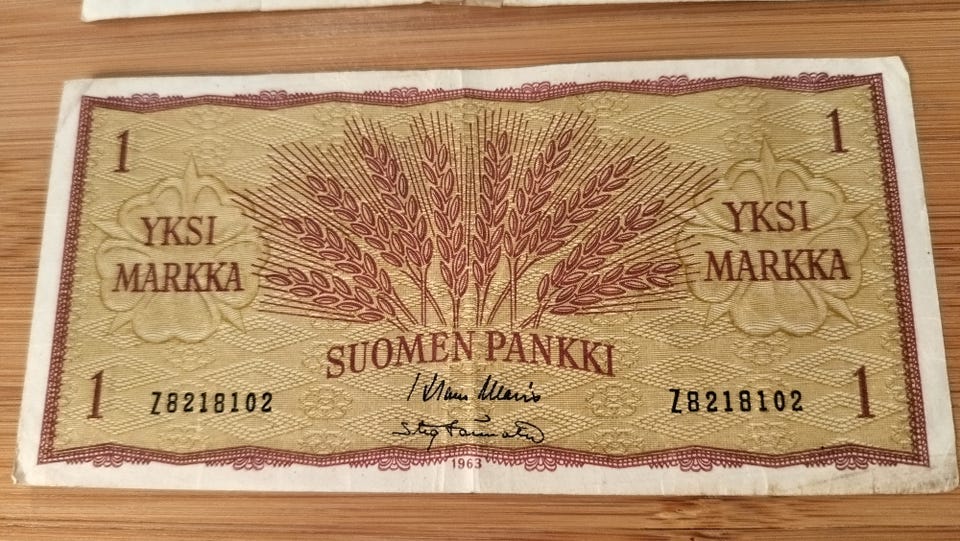 1
1
YKSI
MARKKA
YKSI
MARKKA
SUOMEN PANKKI
1
Z8218102
Z8218102
1
1963